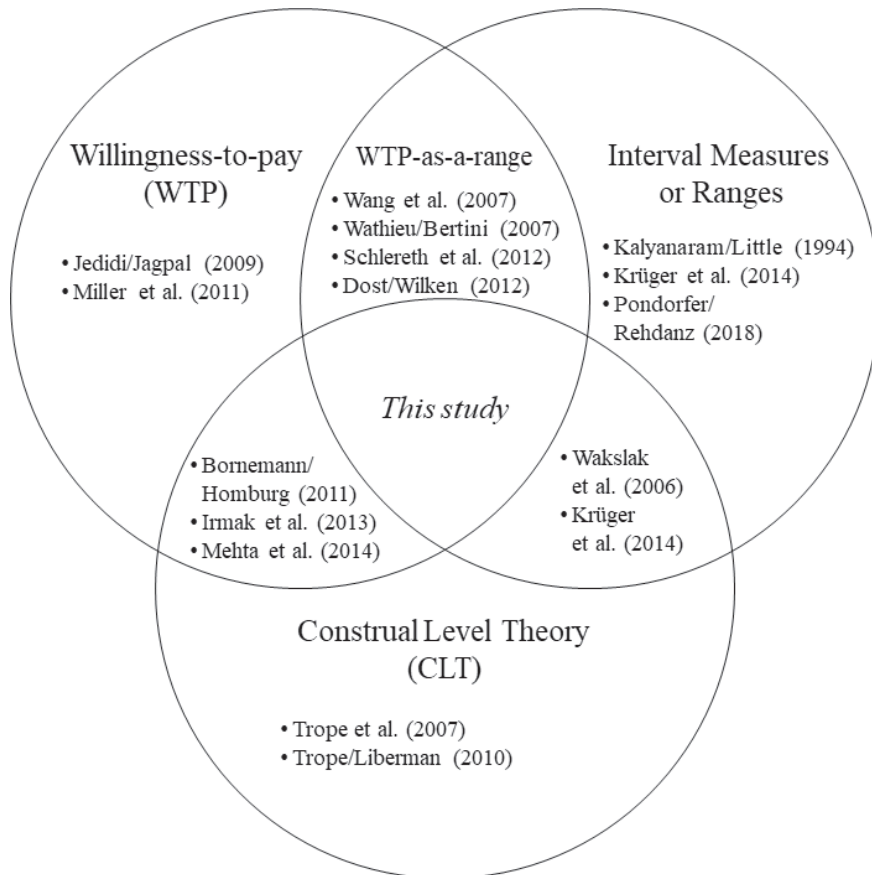 Willingness-to-pay
(WTP)
• Jedidi/Jagpal (2009)
• Miller et al. (2011)
WTP-as-a-range
• Wang et al. (2007)
• Wathieu/Bertini (2007)
• Schlereth et al. (2012)
• Dost/Wilken (2012)
Interval Measures
or Ranges
• Kalyanaram/Little (1994)
• Krüger et al. (2014)
• Pondorfer/
Rehdanz (2018)
This study
• Bornemann/
Homburg (2011)
• Irmak et al. (2013)
• Mehta et al. (2014)
• Wakslak
et al. (2006)
• Krüger
et al. (2014)
Construal Level Theory
(CLT)
• Trope et al. (2007)
• Trope/Liberman (2010)